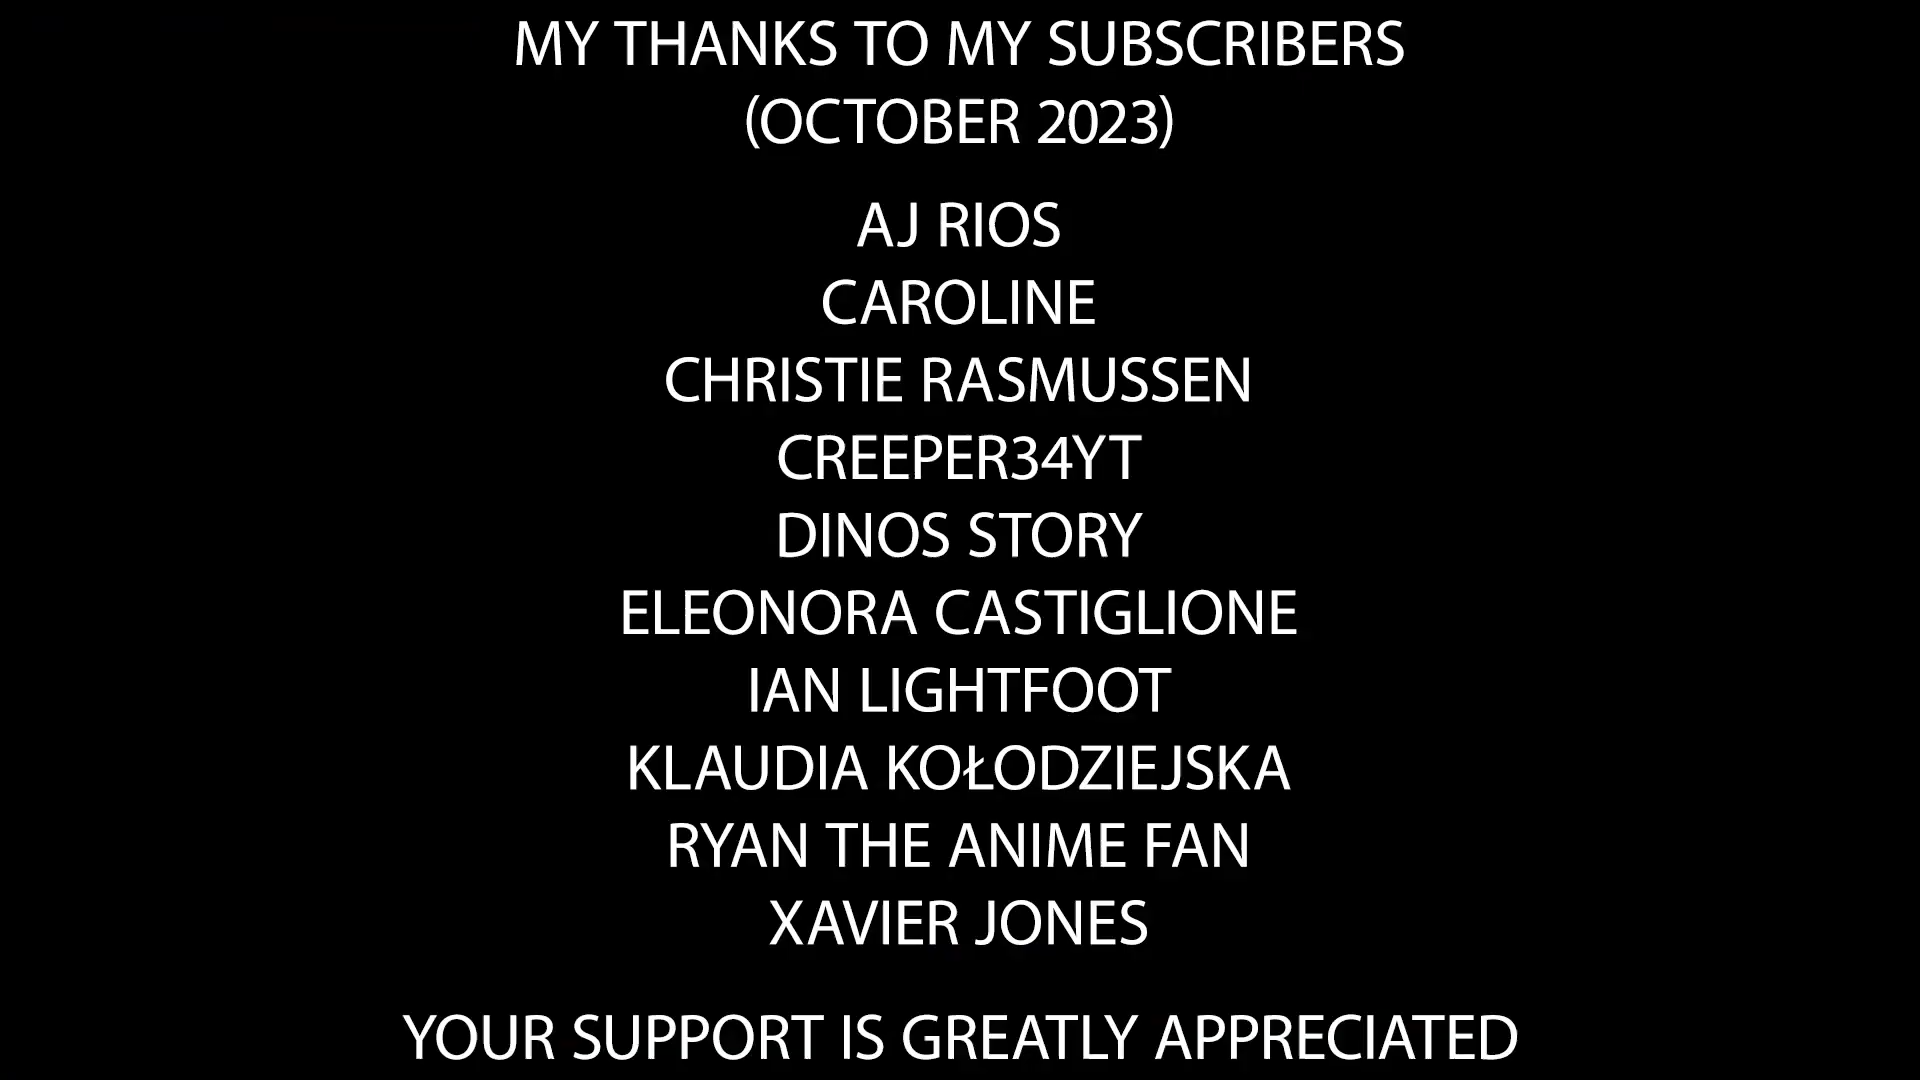 MY THANKS TO MY SUBSCRIBERS
(OCTOBER 2023)
AJ RIOS
CAROLINE
CHRISTIE RASMUSSEN
CREEPER34YT
DINOS STORY
ELEONORA CASTIGLIONE
IAN LIGHTFOOT
KLAUDIA KOŁODZIEJSKA
RYAN THE ANIME FAN
XAVIER JONES
YOUR SUPPORT IS GREATLY APPRECIATED